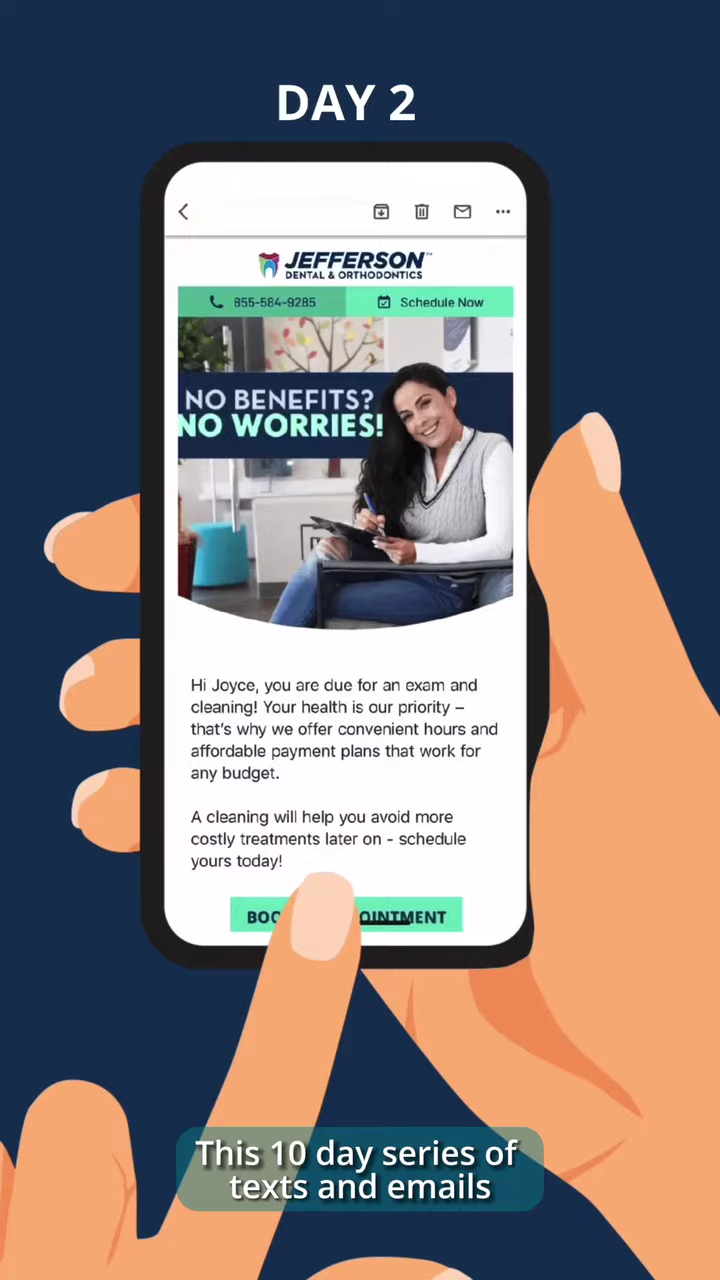 DAY 2
JEFFERSON™
DENTAL & ORTHODONTICS
855-584-9285
Schedule Now
NO BENEFITS?
NO WORRIES!
Hi Joyce, you are due for an exam and
cleaning! Your health is our priority –
that's why we offer convenient hours and
affordable payment plans that work for
any budget.
A cleaning will help you avoid more
costly treatments later on - schedule
yours today!
This 10 day series of
texts and emails